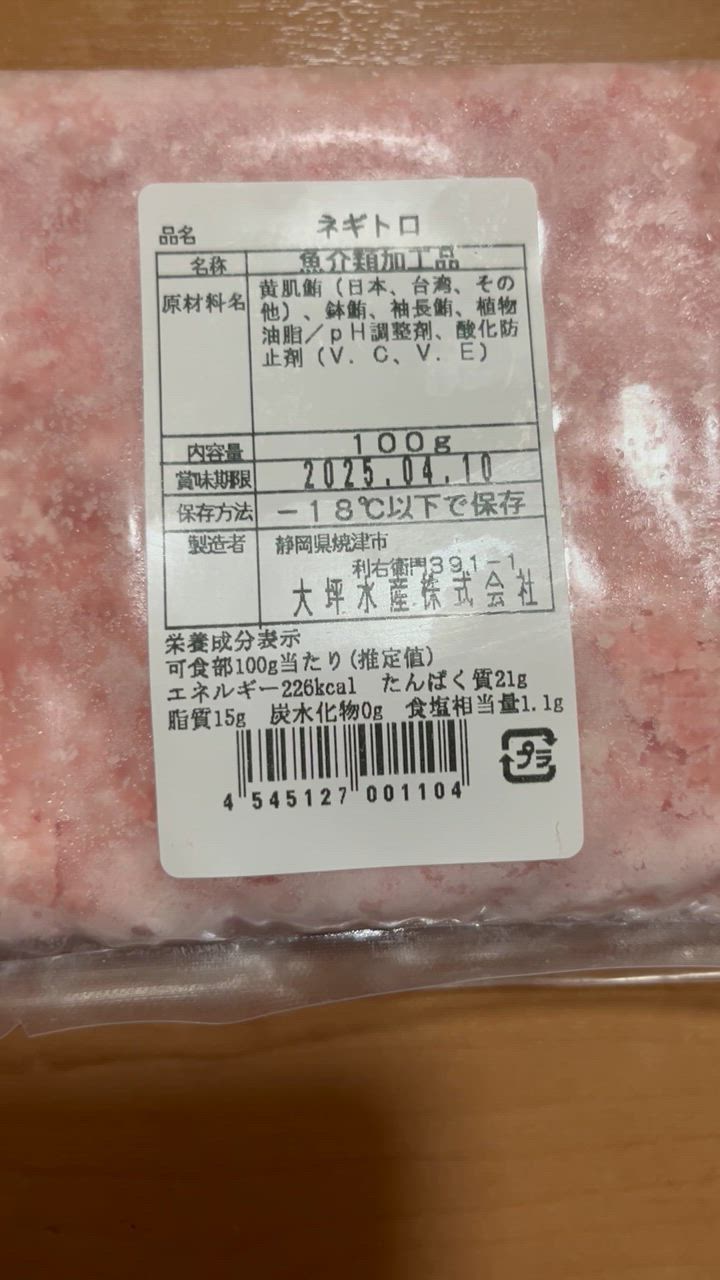 品名 ネギトロ
名称 魚介類加工品
原材料名 黄肌鮪（日本、台湾、その
他）、鉢鮪、袖長鮪、植物
油脂／ｐＨ調整剤、酸化防
止剤（Ｖ．Ｃ、Ｖ．Ｅ）
内容量 １００ｇ
賞味期限 2025.04.10
保存方法 －１８℃以下で保存
製造者 静岡県焼津市
利右衛門３９１－１
大坪水産株式会社
栄養成分表示
可食部100g当たり(推定値)
エネルギー226kcal たんぱく質21g
脂質15g 炭水化物0g 食塩相当量1.1g
プラ
4 545127 001104